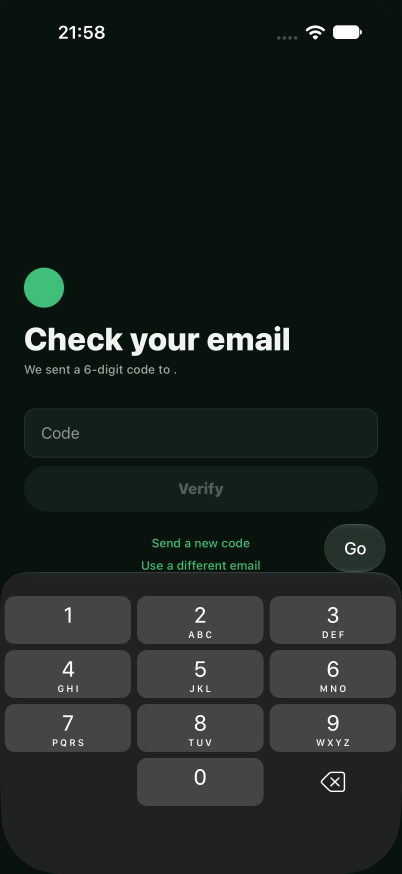 21:58
Check your email
We sent a 6-digit code to .
Code
Verify
Send a new code
Go
Use a different email
1
2
ABC
3
DEF
4
GHI
5
JKL
6
MNO
7
PQRS
8
TUV
9
WXYZ
0